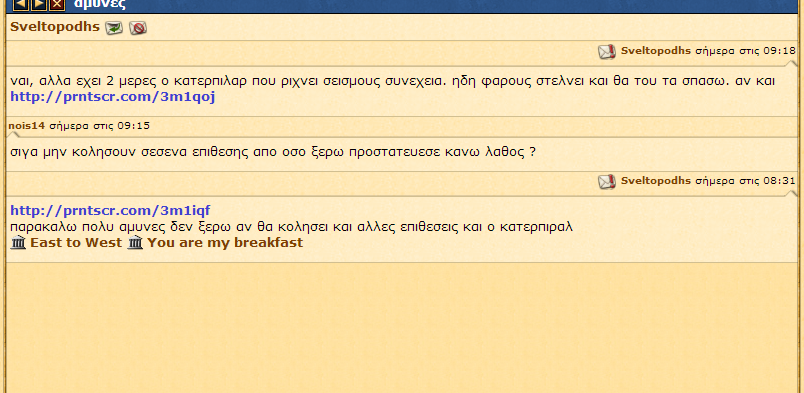 αμυνες
Sveltopodhs
Sveltopodhs σήμερα στις 09:18
ναι, αλλα εχει 2 μερες ο κατερπιλαρ που ριχνει σεισμους συνεχεια. ηδη φαρους στελνει και θα του τα σπασω. αν και
http://prntscr.com/3m1qoj
nois14 σήμερα στις 09:15
σιγα μην κολησουν σεσενα επιθεσης απο οσο ξερω προστατευεσε κανω λαθος ?
Sveltopodhs σήμερα στις 08:31
http://prntscr.com/3m1iqf
παρακαλω πολυ αμυνες δεν ξερω αν θα κολησει και αλλες επιθεσεις και ο κατερπιραλ
East to West You are my breakfast